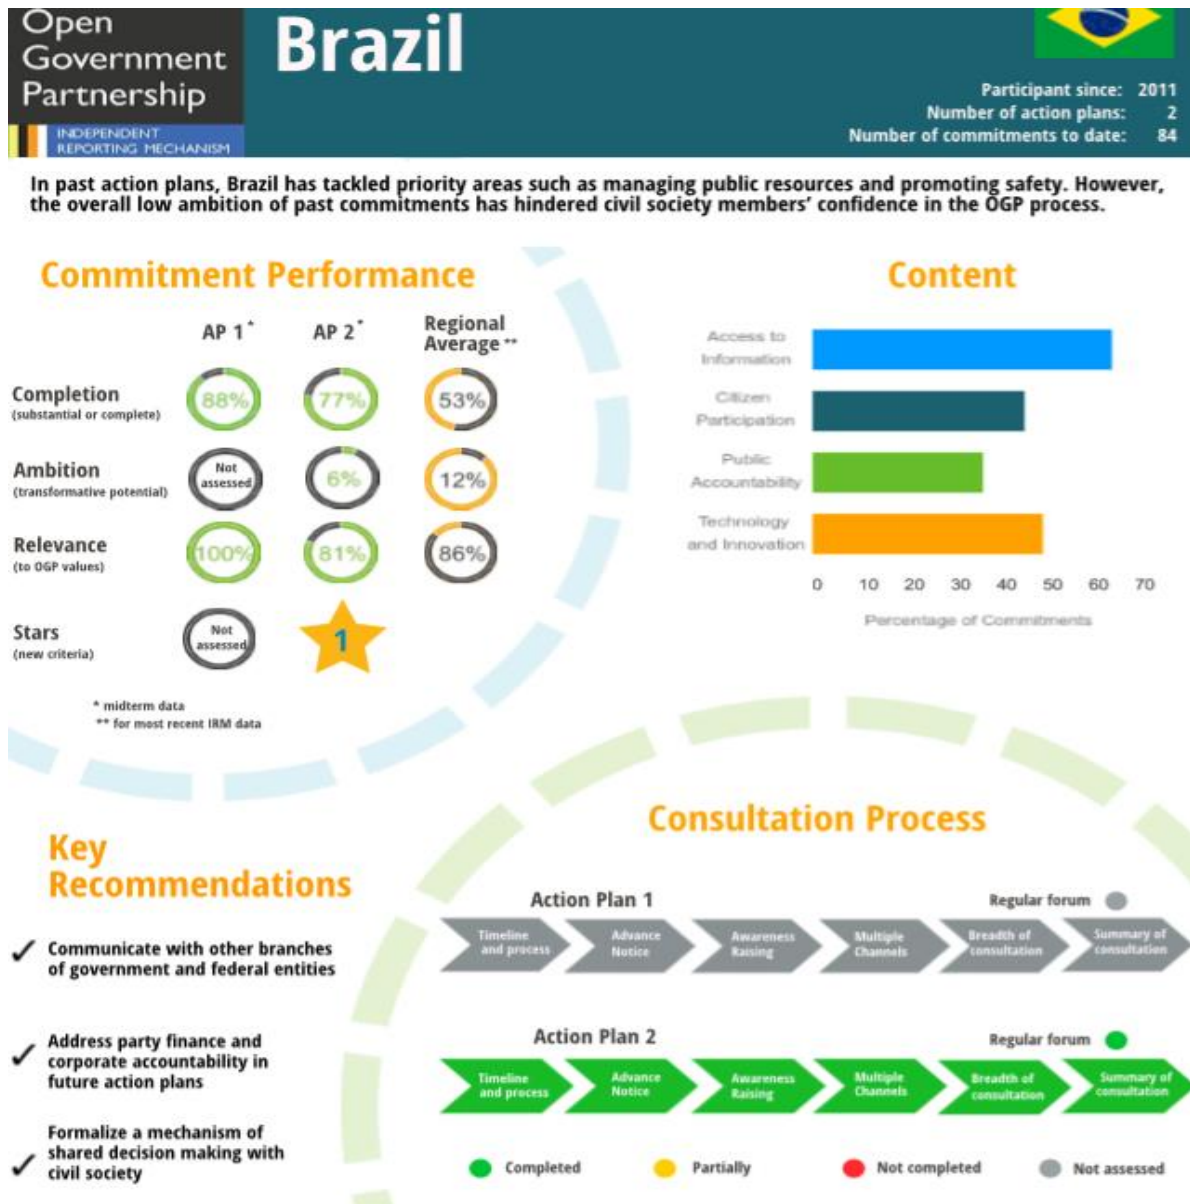 Open
Government
Partnership
INDEPENDENT
REPORTING MECHANISM
Brazil
Participant since: 2011
Number of action plans: 2
Number of commitments to date: 84
In past action plans, Brazil has tackled priority areas such as managing public resources and promoting safety. However,
the overall low ambition of past commitments has hindered civil society members' confidence in the OGP process.
Commitment Performance
AP 1*
AP 2*
Regional
Average **
Completion
(substantial or complete)
88%
77%
53%
Ambition
(transformative potential)
Not
assessed
6%
12%
Relevance
(to OGP values)
100%
81%
86%
Stars
(new criteria)
Not
assessed
1
* midterm data
** for most recent IRM data
Content
Access to
Information
Citizen
Participation
Public
Accountability
Technology
and Innovation
0 10 20 30 40 50 60 70
Percentage of Commitments
Key
Recommendations
✓ Communicate with other branches
of government and federal entities
✓ Address party finance and
corporate accountability in
future action plans
✓ Formalize a mechanism of
shared decision making with
civil society
Consultation Process
Action Plan 1
Regular forum
Timeline
and process
Advance
Notice
Awareness
Raising
Multiple
Channels
Breadth of
consultation
Summary of
consultation
Action Plan 2
Regular forum
Timeline
and process
Advance
Notice
Awareness
Raising
Multiple
Channels
Breadth of
consultation
Summary of
consultation
Completed
Partially
Not completed
Not assessed